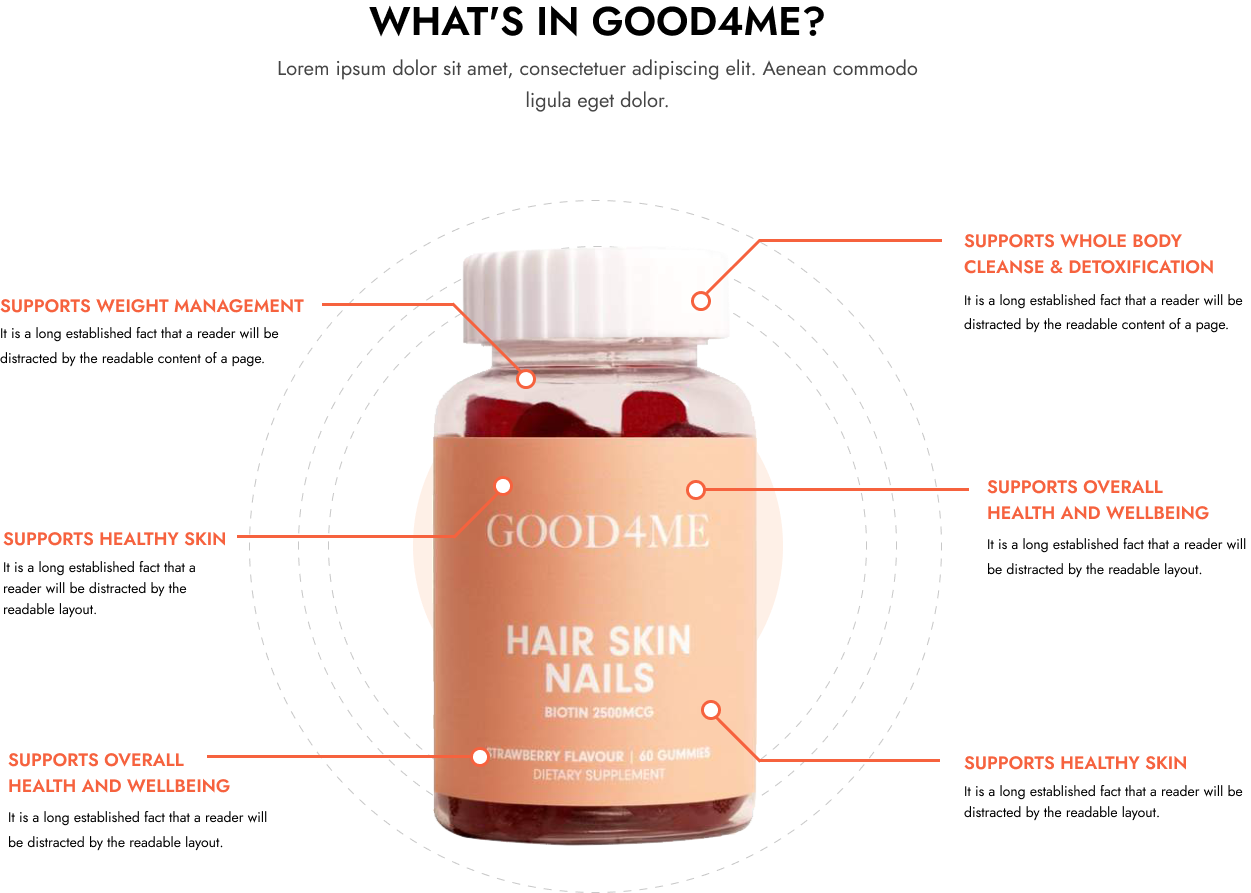 WHAT'S IN GOOD4ME?
Lorem ipsum dolor sit amet, consectetuer adipiscing elit. Aenean commodo
ligula eget dolor.
SUPPORTS WEIGHT MANAGEMENT
It is a long established fact that a reader will be
distracted by the readable content of a page.
SUPPORTS HEALTHY SKIN
It is a long established fact that a
reader will be distracted by the
readable layout.
SUPPORTS OVERALL
HEALTH AND WELLBEING
It is a long established fact that a reader will
be distracted by the readable layout.
GOOD4ME
HAIR SKIN
NAILS
BIOTIN 2500MCG
STRAWBERRY FLAVOUR | 60 GUMMIES
DIETARY SUPPLEMENT
SUPPORTS WHOLE BODY
CLEANSE & DETOXIFICATION
It is a long established fact that a reader will be
distracted by the readable content of a page.
SUPPORTS OVERALL
HEALTH AND WELLBEING
It is a long established fact that a reader will
be distracted by the readable layout.
SUPPORTS HEALTHY SKIN
It is a long established fact that a reader will be
distracted by the readable layout.